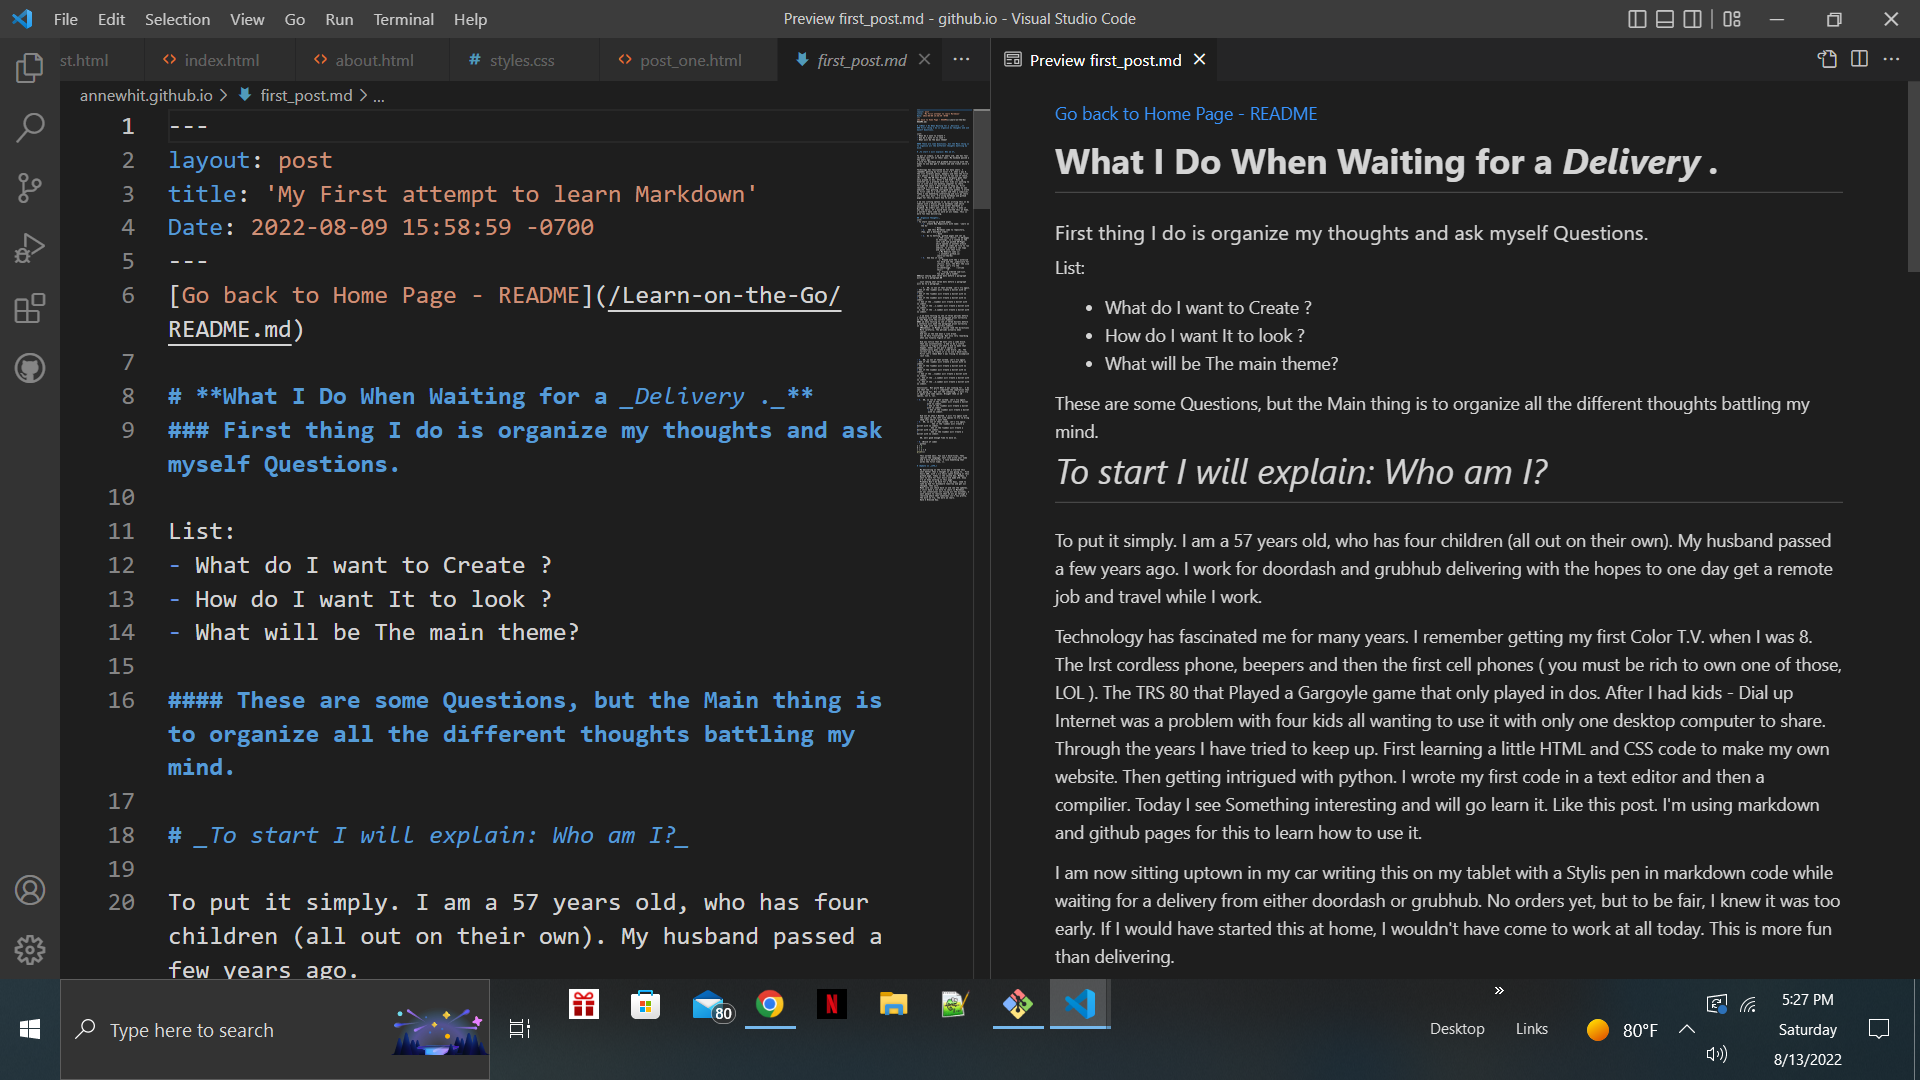 File Edit Selection View Go Run Terminal Help
Preview first_post.md - github.io - Visual Studio Code
st.html index.html about.html # styles.css post_one.html first_post.md ...
Preview first_post.md
annewhit.github.io > first_post.md > ...
1 ---
2 layout: post
3 title: 'My First attempt to learn Markdown'
4 Date: 2022-08-09 15:58:59 -0700
5 ---
6 [Go back to Home Page - README](/Learn-on-the-Go/
README.md)
7
8 # **What I Do When Waiting for a _Delivery ._**
9 ### First thing I do is organize my thoughts and ask
myself Questions.
10
11 List:
12 - What do I want to Create ?
13 - How do I want It to look ?
14 - What will be The main theme?
15
16 #### These are some Questions, but the Main thing is
to organize all the different thoughts battling my
mind.
17
18 # _To start I will explain: Who am I?_
19
20 To put it simply. I am a 57 years old, who has four
children (all out on their own). My husband passed a
few years ago.
Go back to Home Page - README
What I Do When Waiting for a Delivery .
First thing I do is organize my thoughts and ask myself Questions.
List:
• What do I want to Create ?
• How do I want It to look ?
• What will be The main theme?
These are some Questions, but the Main thing is to organize all the different thoughts battling my
mind.
To start I will explain: Who am I?
To put it simply. I am a 57 years old, who has four children (all out on their own). My husband passed
a few years ago. I work for doordash and grubhub delivering with the hopes to one day get a remote
job and travel while I work.
Technology has fascinated me for many years. I remember getting my first Color T.V. when I was 8.
The Irst cordless phone, beepers and then the first cell phones ( you must be rich to own one of those,
LOL ). The TRS 80 that Played a Gargoyle game that only played in dos. After I had kids - Dial up
Internet was a problem with four kids all wanting to use it with only one desktop computer to share.
Through the years I have tried to keep up. First learning a little HTML and CSS code to make my own
website. Then getting intrigued with python. I wrote my first code in a text editor and then a
compilier. Today I see Something interesting and will go learn it. Like this post. I'm using markdown
and github pages for this to learn how to use it.
I am now sitting uptown in my car writing this on my tablet with a Stylis pen in markdown code while
waiting for a delivery from either doordash or grubhub. No orders yet, but to be fair, I knew it was too
early. If I would have started this at home, I wouldn't have come to work at all today. This is more fun
than delivering.
Type here to search
80
N
Desktop
Links
80°F
5:27 PM
Saturday
8/13/2022